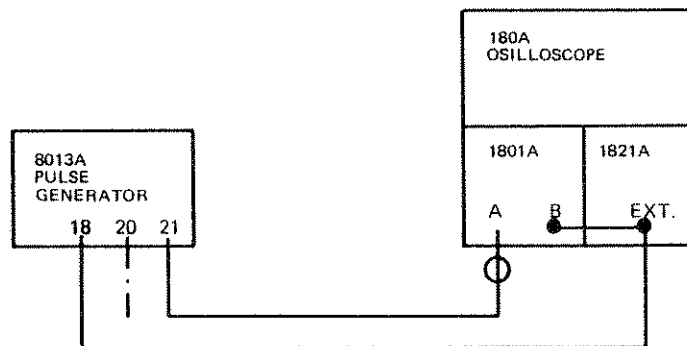 180A
OSILLOSCOPE
8013A
PULSE
GENERATOR
18 20 21
1801A
1821A
A B EXT.